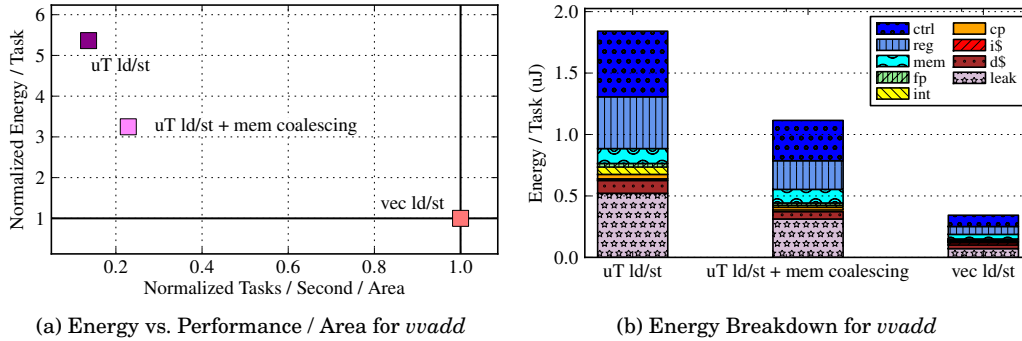 6
5
4
3
2
1
Normalized Energy / Task
uT ld/st
uT ld/st + mem coalescing
vec ld/st
0.2
0.4
0.6
0.8
1.0
Normalized Tasks / Second / Area
(a) Energy vs. Performance / Area for vvadd
2.0
1.5
1.0
0.5
0.0
Energy / Task (uJ)
ctrl
reg
mem
fp
int
cp
i$
d$
leak
uT ld/st
uT ld/st + mem coalescing
vec ld/st
(b) Energy Breakdown for vvadd